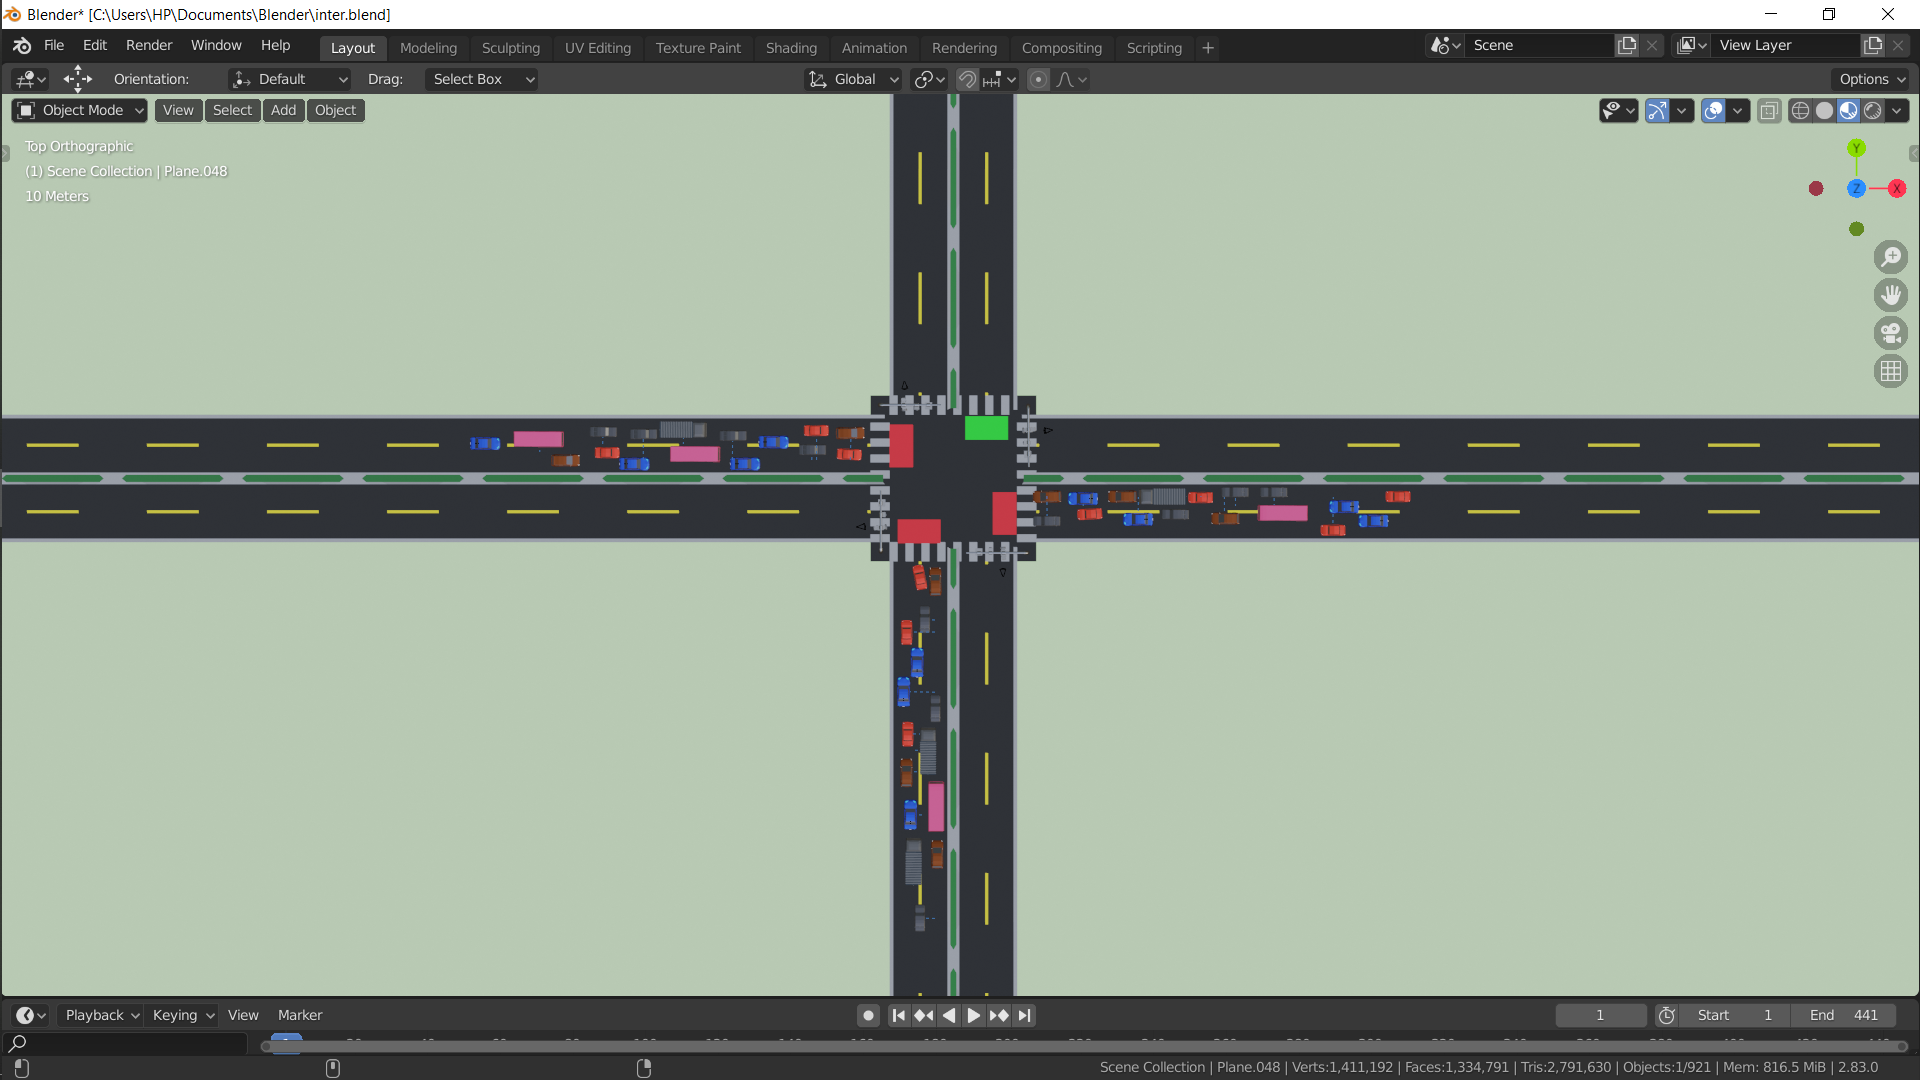 Blender* [C:\Users\HP\Documents\Blender\inter.blend]
File Edit Render Window Help Layout Modeling Sculpting UV Editing Texture Paint Shading Animation Rendering Compositing Scripting + Scene View Layer
Orientation: Default Drag: Select Box Global Options
Object Mode View Select Add Object
Top Orthographic
(1) Scene Collection | Plane.048
10 Meters
Y
Z X
Playback Keying View Marker 1 Start 1 End 441
Scene Collection | Plane.048 | Verts:1,411,192 | Faces:1,334,791 | Tris:2,791,630 | Objects:1/921 | Mem: 816.5 MiB | 2.83.0